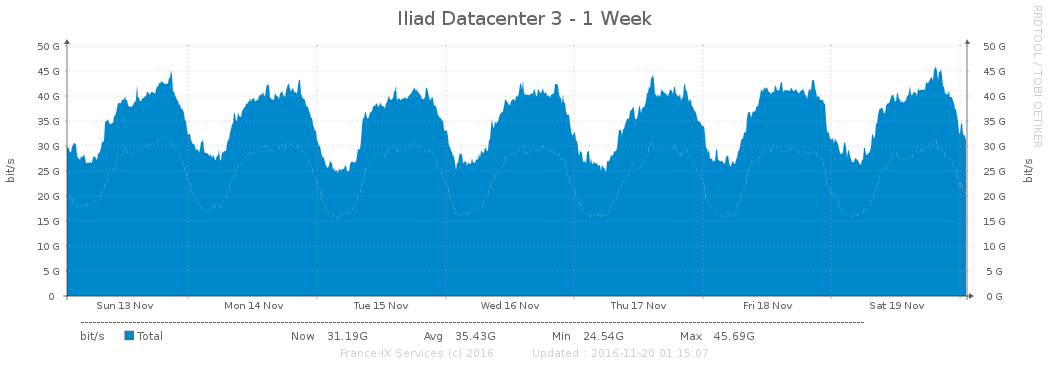 Iliad Datacenter 3 - 1 Week
RRDTOOL / TOBI OETIKER
50 G 50 G
45 G 45 G
40 G 40 G
35 G 35 G
30 G 30 G
25 G 25 G
20 G 20 G
15 G 15 G
10 G 10 G
5 G 5 G
0 0 G
bit/s
bit/s
Sun 13 Nov Mon 14 Nov Tue 15 Nov Wed 16 Nov Thu 17 Nov Fri 18 Nov Sat 19 Nov
bit/s Total Now 31.19G Avg 35.43G Min 24.54G Max 45.69G
France-IX Services (c) 2016 Updated : 2016-11-20 01:15:07